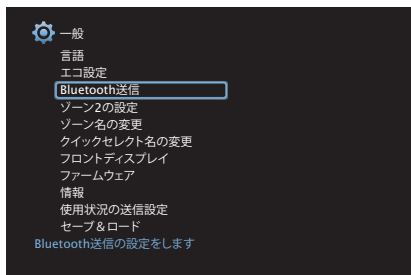 一般
言語
エコ設定
Bluetooth送信
ゾーン2の設定
ゾーン名の変更
クイックセレクト名の変更
フロントディスプレイ
ファームウェア
情報
使用状況の送信設定
セーブ＆ロード
Bluetooth送信の設定をします